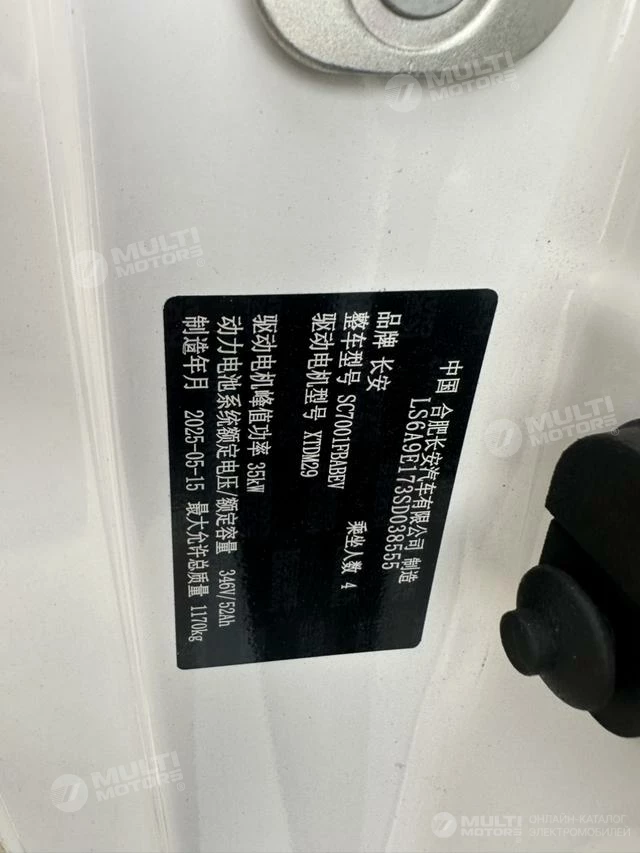 中国 合肥长安汽车有限公司 制造
LS6A9E173SD038555
品牌 长安
整车型号 SC7001PBABEV 乘坐人数 4
驱动电机型号 XTDM29
驱动电机峰值功率 35kW
动力电池系统额定电压/额定容量 346V/52Ah
制造年月 2025-05-15 最大允许总质量 1170kg
MULTI MOTORS®
MULTI MOTORS®
MULTI MOTORS®
MULTI MOTORS®
MULTI MOTORS®
ОНЛАЙН-КАТАЛОГ
ЭЛЕКТРОМОБИЛЕЙ